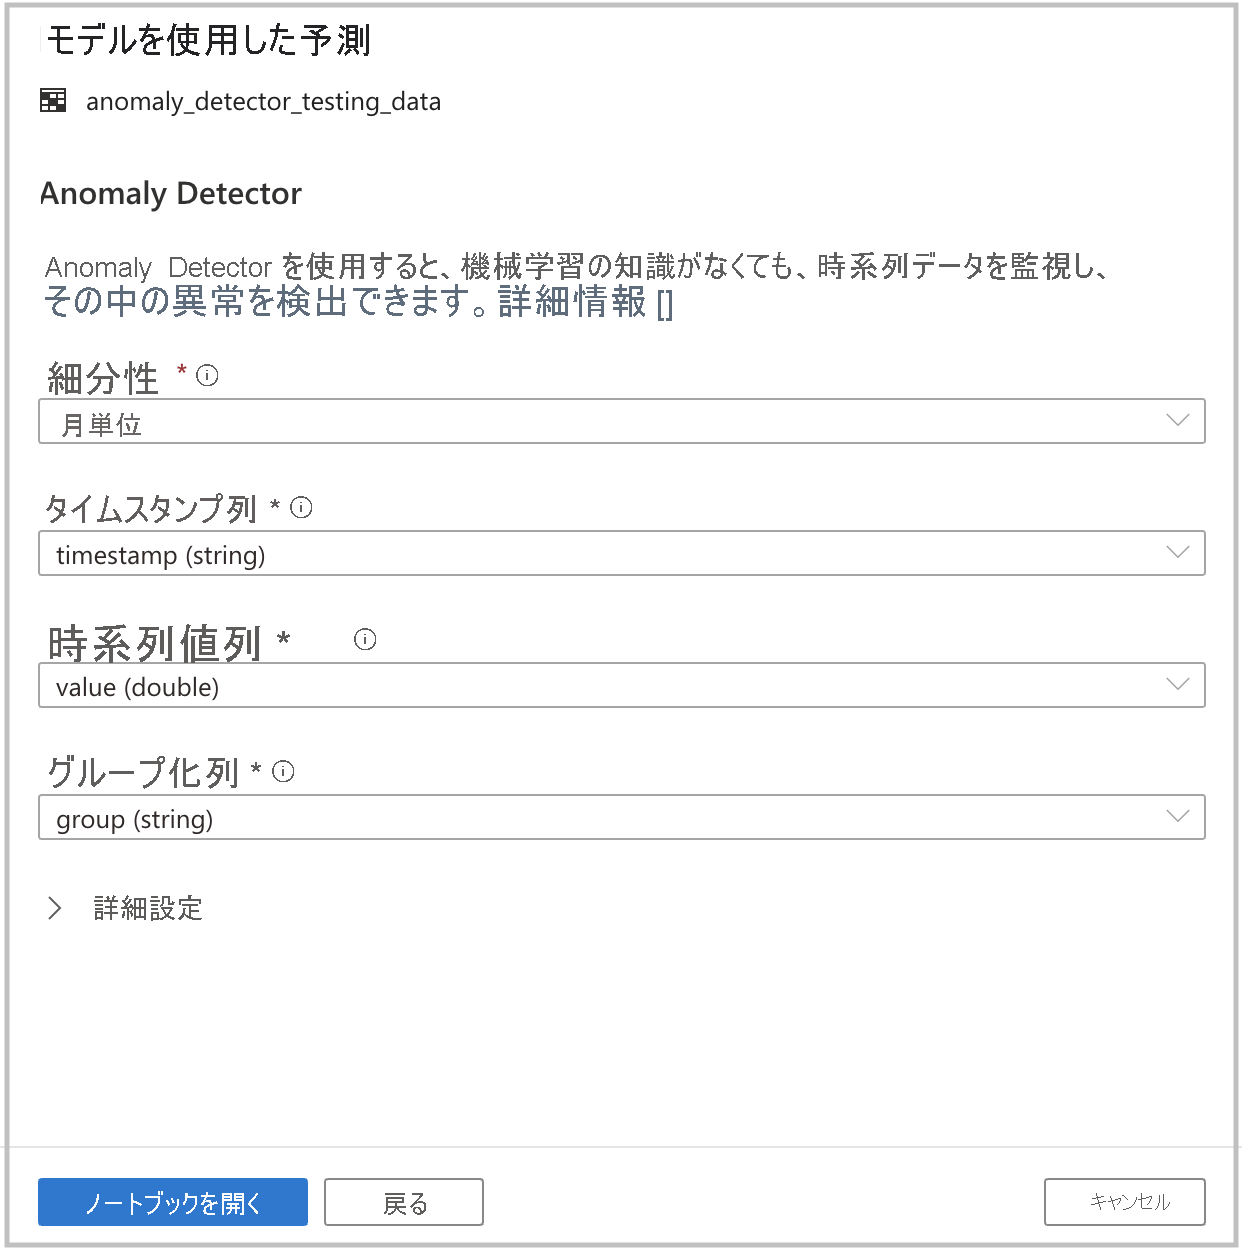 モデルを使用した予測
anomaly_detector_testing_data
Anomaly Detector
Anomaly Detector を使用すると、機械学習の知識がなくても、時系列データを監視し、
その中の異常を検出できます。詳細情報 []
細分性 *
月単位
タイムスタンプ列 *
timestamp (string)
時系列値列 *
value (double)
グループ化列 *
group (string)
詳細設定
ノートブックを開く 戻る キャンセル